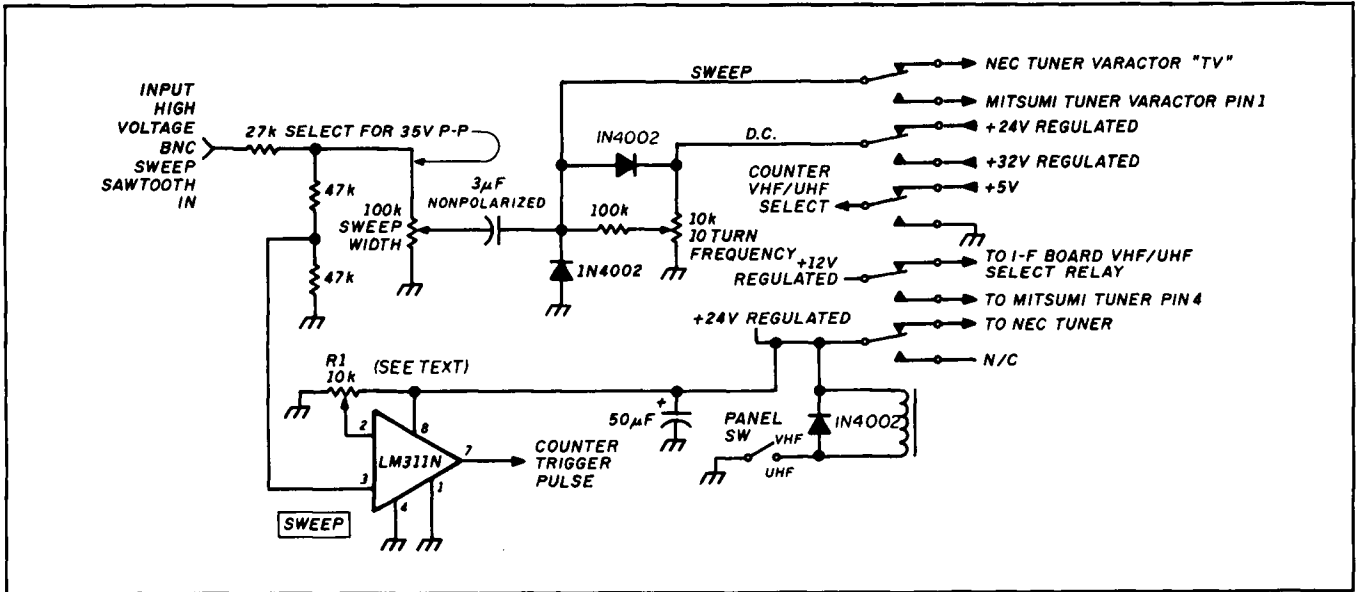 INPUT
HIGH
VOLTAGE
BNC
SWEEP
SAWTOOTH
IN
27k SELECT FOR 35V P-P
47k
47k
100k
SWEEP
WIDTH
3µF
NONPOLARIZED
SWEEP
1N4002
D.C.
100k
10k
10 TURN
FREQUENCY
1N4002
COUNTER
VHF/UHF
SELECT
+12V
REGULATED
NEC TUNER VARACTOR "TV"
MITSUMI TUNER VARACTOR PIN 1
+24V REGULATED
+32V REGULATED
+5V
TO I-F BOARD VHF/UHF
SELECT RELAY
TO MITSUMI TUNER PIN 4
TO NEC TUNER
N/C
+24V REGULATED
R1
10k
(SEE TEXT)
2
8
LM311N
7
3
1
4
COUNTER
TRIGGER
PULSE
+
50µF
PANEL
SW
VHF
UHF
1N4002
SWEEP